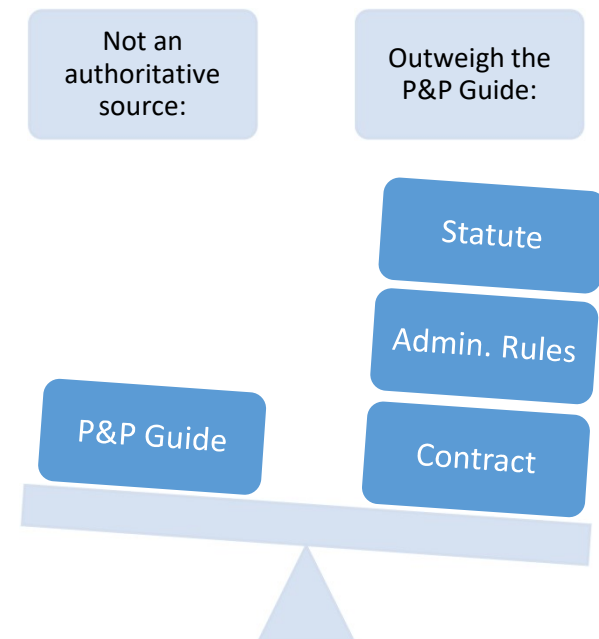 Not an
authoritative
source:
Outweigh the
P&P Guide:
Statute
Admin. Rules
P&P Guide
Contract